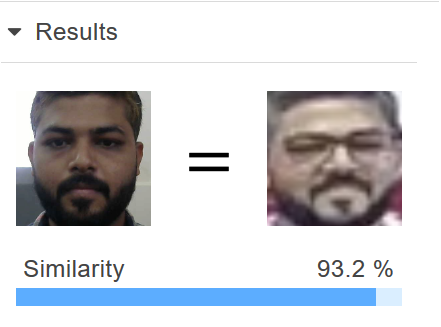 Results
=
Similarity 93.2 %